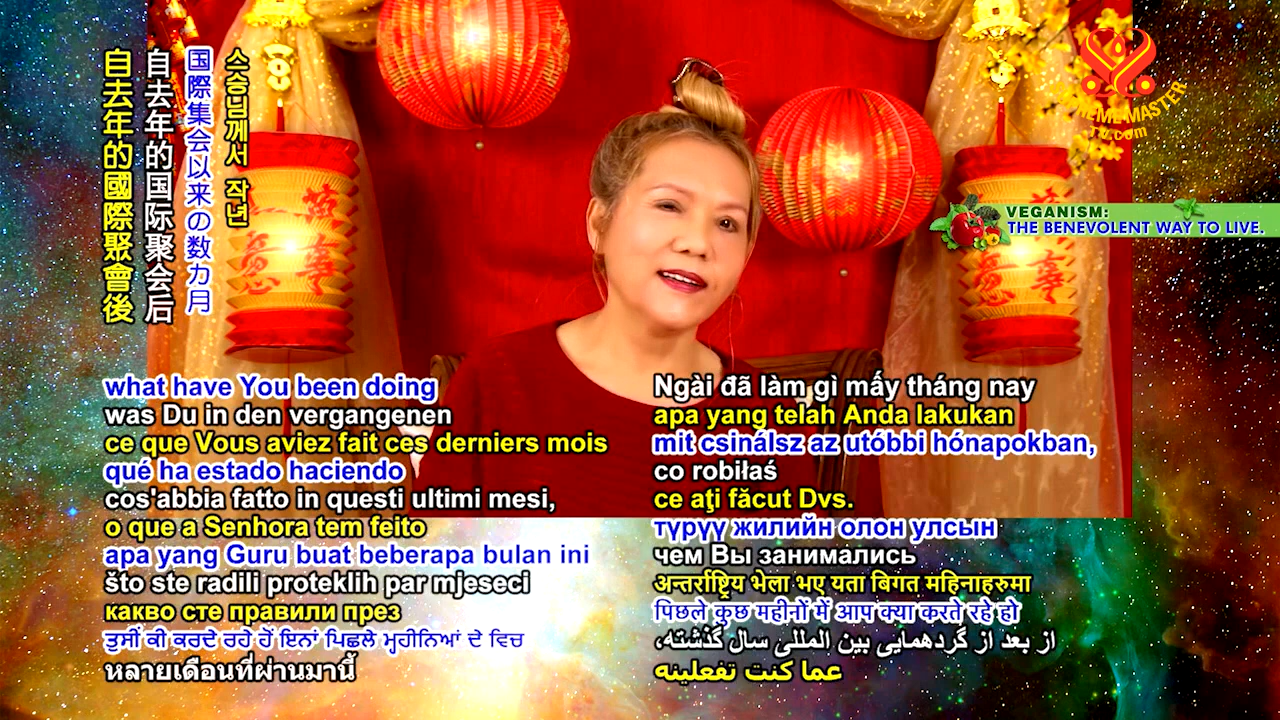 自去年的國際聚會後
自去年的国际聚会后
国際集会以来の数カ月
스승님께서 작년
TV.com
VEGANISM:
THE BENEVOLENT WAY TO LIVE.
what have You been doing
was Du in den vergangenen
ce que Vous aviez fait ces derniers mois
qué ha estado haciendo
cos'abbia fatto in questi ultimi mesi,
o que a Senhora tem feito
apa yang Guru buat beberapa bulan ini
što ste radili proteklih par mjeseci
какво сте правили през
ਤੁਸੀਂ ਕੀ ਕਰਦੇ ਰਹੇ ਹੋਂ ਇਨਾਂ ਪਿਛਲੇ ਮਹੀਨਿਆਂ ਦੇ ਵਿਚ
หลายเดือนที่ผ่านมานี้
Ngài đã làm gì mấy tháng nay
apa yang telah Anda lakukan
mit csinálsz az utóbbi hónapokban,
co robiłaś
ce aţi făcut Dvs.
түрүү жилийн олон улсын
чем Вы занимались
अन्तर्राष्ट्रिय भेला भए यता बिगत महिनाहरुमा
पिछले कुछ महीनों में आप क्या करते रहे हो
از بعد از گردهمایی بین المللی سال گذشته،
عما كنت تفعلينه